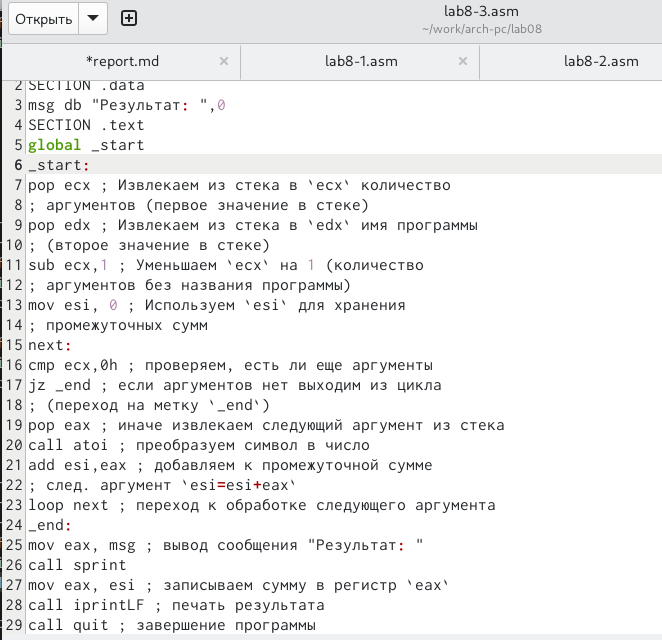 Открыть
lab8-3.asm
~/work/arch-pc/lab08
*report.md × lab8-1.asm × lab8-2.asm
2 SECTION .data
3 msg db "Результат: ",0
4 SECTION .text
5 global _start
6 _start:
7 pop ecx ; Извлекаем из стека в `ecx` количество
8 ; аргументов (первое значение в стеке)
9 pop edx ; Извлекаем из стека в `edx` имя программы
10 ; (второе значение в стеке)
11 sub ecx,1 ; Уменьшаем `ecx` на 1 (количество
12 ; аргументов без названия программы)
13 mov esi, 0 ; Используем `esi` для хранения
14 ; промежуточных сумм
15 next:
16 cmp ecx,0h ; проверяем, есть ли еще аргументы
17 jz _end ; если аргументов нет выходим из цикла
18 ; (переход на метку `_end`)
19 pop eax ; иначе извлекаем следующий аргумент из стека
20 call atoi ; преобразуем символ в число
21 add esi,eax ; добавляем к промежуточной сумме
22 ; след. аргумент `esi=esi+eax`
23 loop next ; переход к обработке следующего аргумента
24 _end:
25 mov eax, msg ; вывод сообщения "Результат: "
26 call sprint
27 mov eax, esi ; записываем сумму в регистр `eax`
28 call iprintLF ; печать результата
29 call quit ; завершение программы